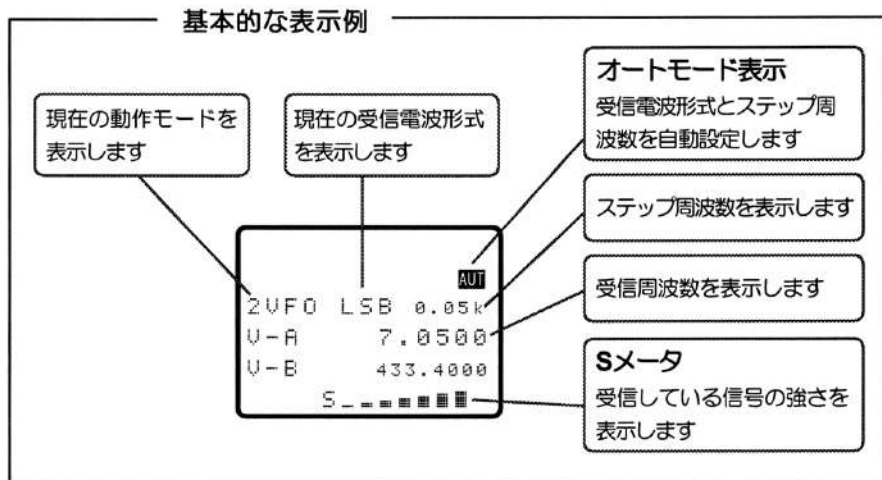 基本的な表示例
現在の動作モードを
表示します
現在の受信電波形式
を表示します
オートモード表示
受信電波形式とステップ周
波数を自動設定します
ステップ周波数を表示します
受信周波数を表示します
Sメータ
受信している信号の強さを
表示します
AUT
2VFO LSB 0.05k
V-A 7.0500
V-B 433.4000
S